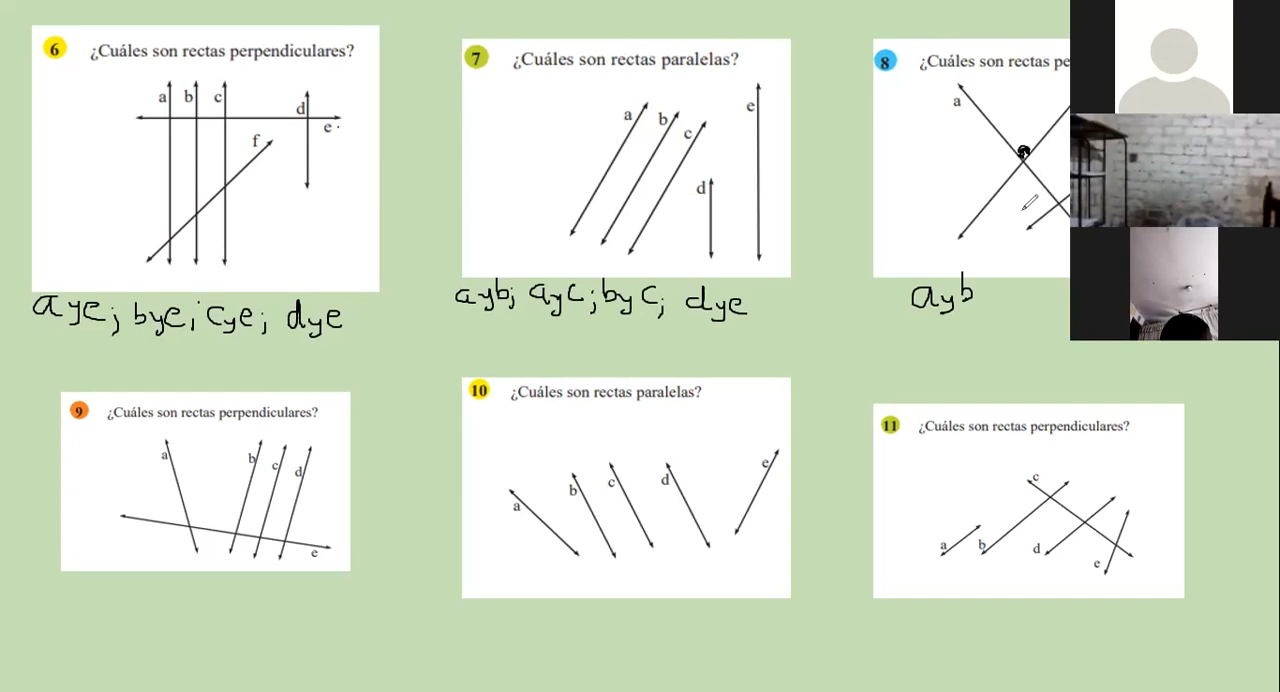 6 ¿Cuáles son rectas perpendiculares?
a b c d
e
f
a y e; b y e; c y e; d y e
7 ¿Cuáles son rectas paralelas?
a b c e
d
a y b; a y c; b y c; d y e
8 ¿Cuáles son rectas pe
a
a y b
9 ¿Cuáles son rectas perpendiculares?
a b c d
e
10 ¿Cuáles son rectas paralelas?
a b c d e
11 ¿Cuáles son rectas perpendiculares?
c
a b d
e